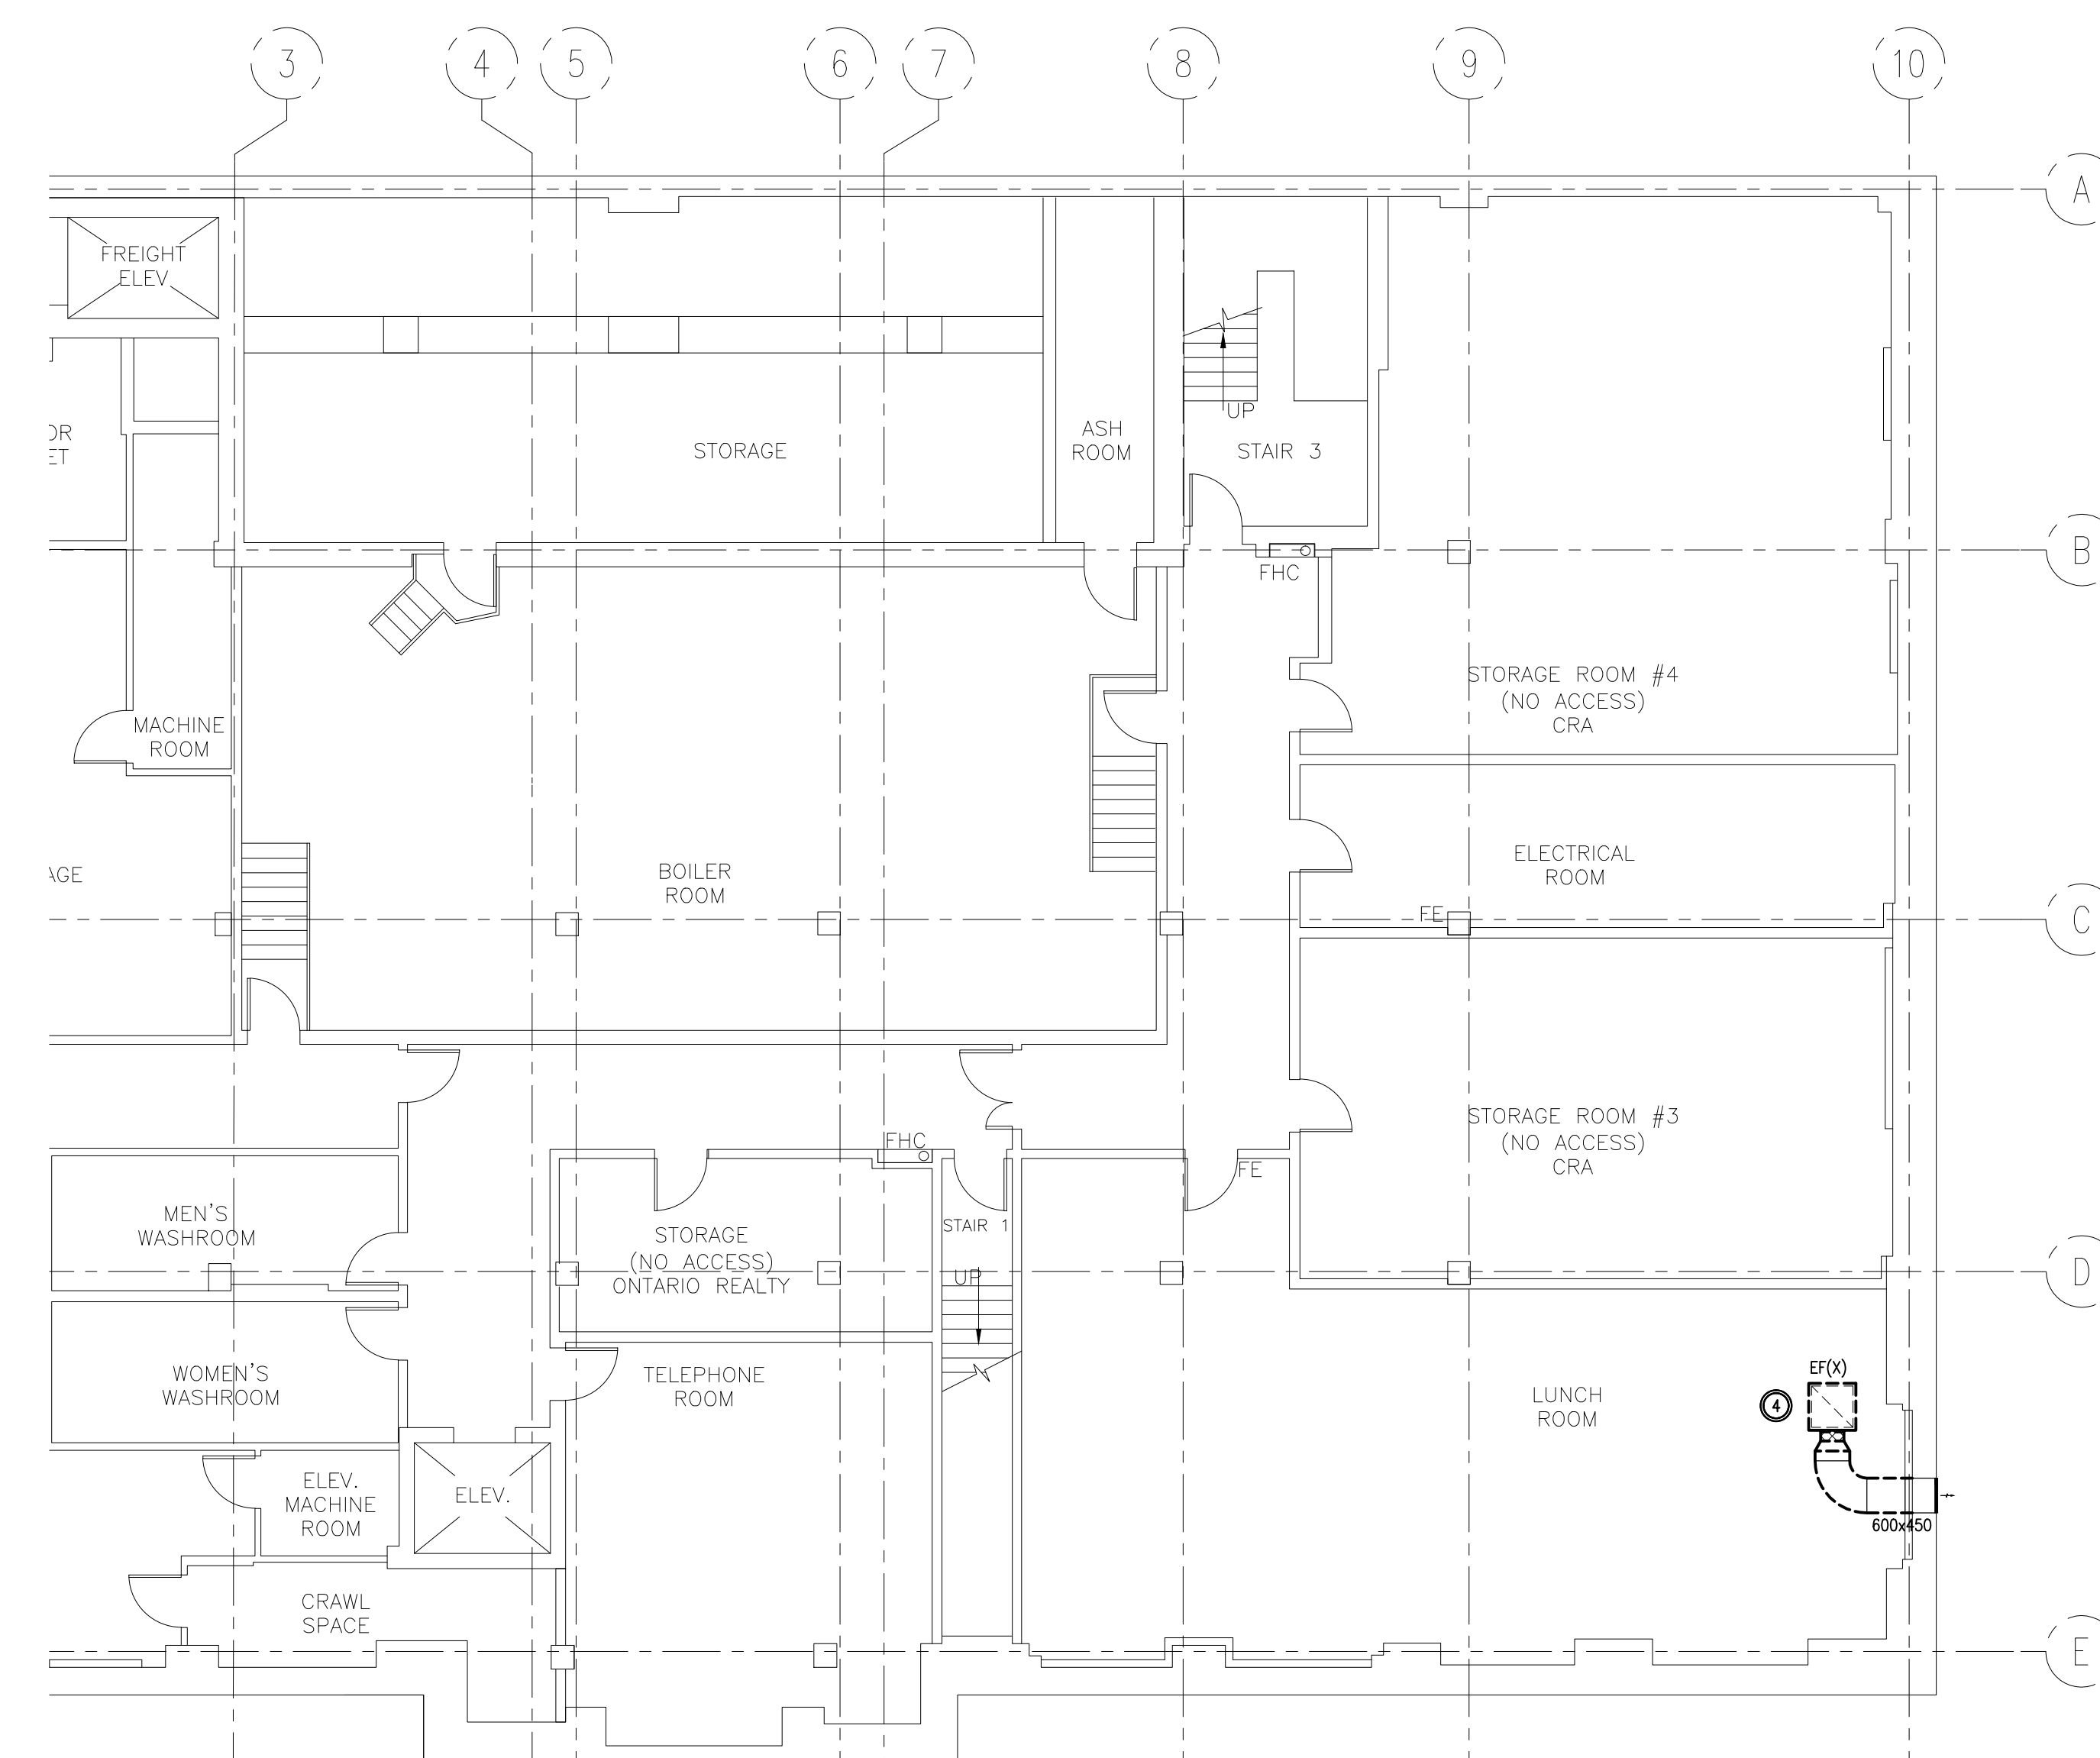 3
4
5
6
7
8
9
10
A
FREIGHT
ELEV
UP
ASH
ROOM
STORAGE
STAIR 3
B
FHC
STORAGE ROOM #4
(NO ACCESS)
CRA
MACHINE
ROOM
ELECTRICAL
ROOM
BOILER
ROOM
FE
C
STORAGE ROOM #3
(NO ACCESS)
CRA
FHC
FE
MEN'S
WASHROOM
STAIR 1
STORAGE
(NO ACCESS)
ONTARIO REALTY
UP
D
WOMEN'S
WASHROOM
TELEPHONE
ROOM
EF(X)
4
LUNCH
ROOM
ELEV.
MACHINE
ROOM
ELEV.
600x450
CRAWL
SPACE
E